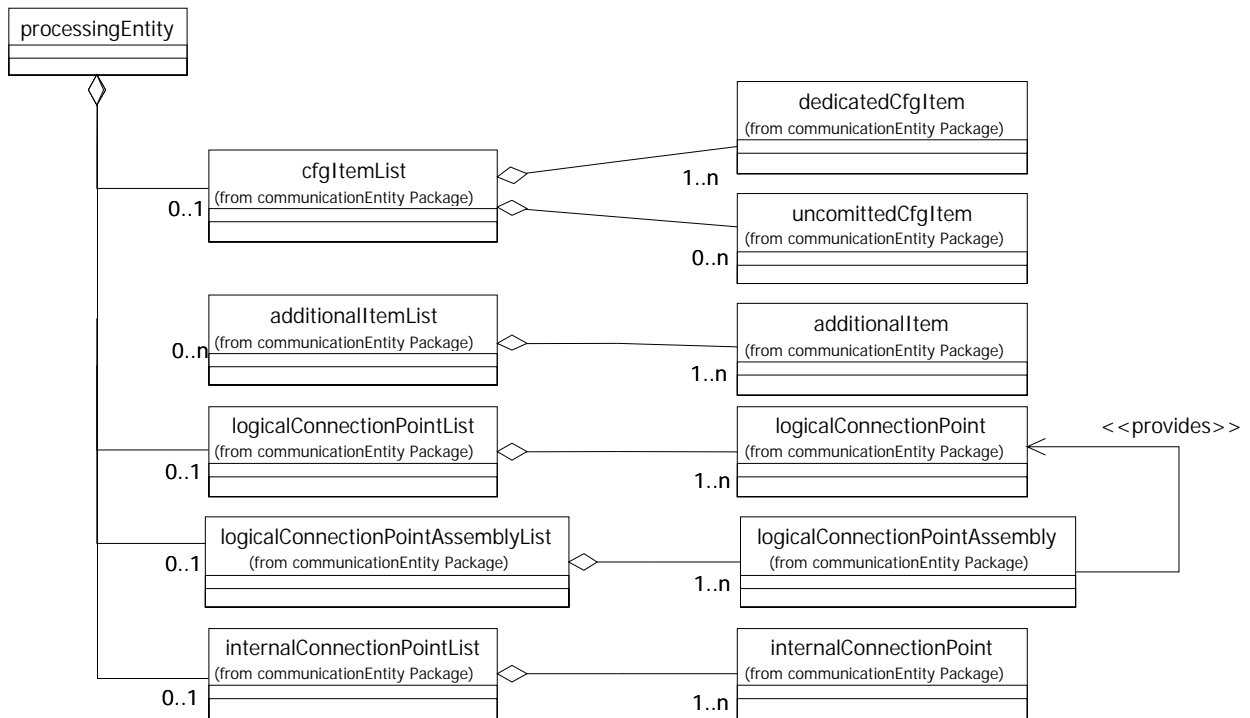 processingEntity
dedicatedCfgItem
(from communicationEntity Package)
1..n
cfgItemList
(from communicationEntity Package)
0..1
uncomittedCfgItem
(from communicationEntity Package)
0..n
additionalItemList
(from communicationEntity Package)
0..n
additionalItem
(from communicationEntity Package)
1..n
logicalConnectionPointList
(from communicationEntity Package)
0..1
logicalConnectionPoint
(from communicationEntity Package)
1..n
<<provides>>
logicalConnectionPointAssemblyList
(from communicationEntity Package)
0..1
logicalConnectionPointAssembly
(from communicationEntity Package)
1..n
internalConnectionPointList
(from communicationEntity Package)
0..1
internalConnectionPoint
(from communicationEntity Package)
1..n